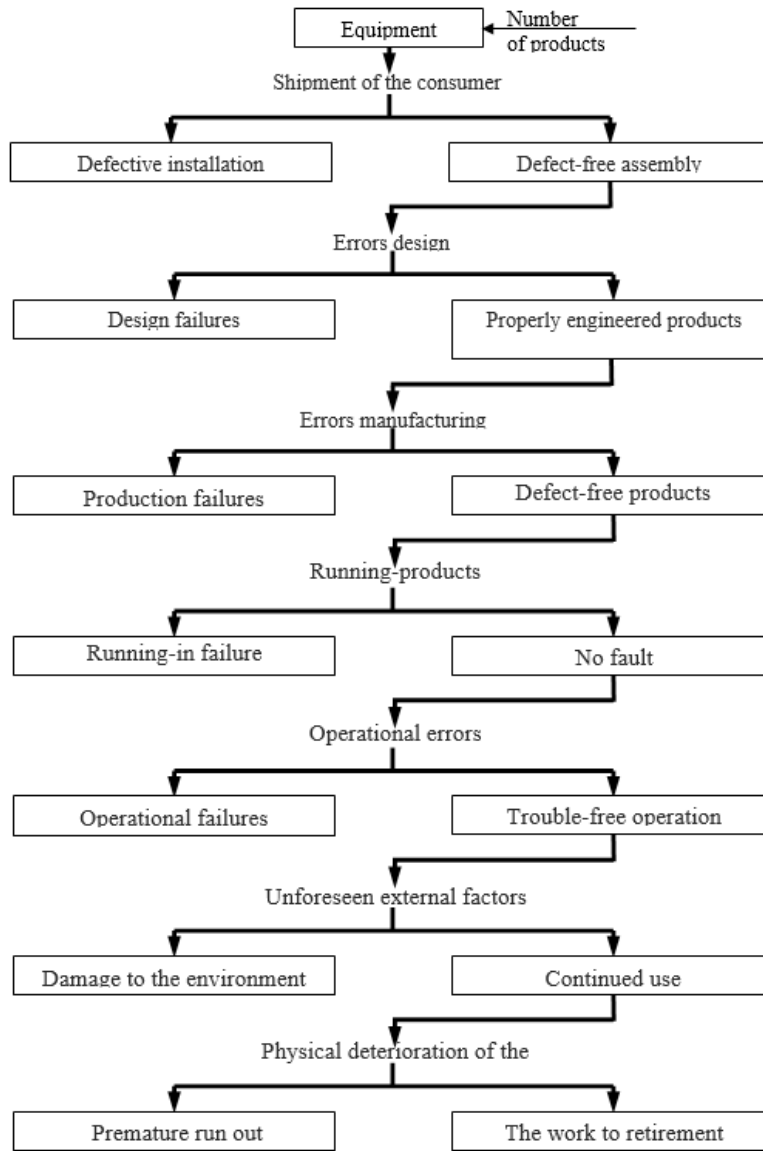 Equipment
Number
of products
Shipment of the consumer
Defective installation
Defect-free assembly
Errors design
Design failures
Properly engineered products
Errors manufacturing
Production failures
Defect-free products
Running-products
Running-in failure
No fault
Operational errors
Operational failures
Trouble-free operation
Unforeseen external factors
Damage to the environment
Continued use
Physical deterioration of the
Premature run out
The work to retirement